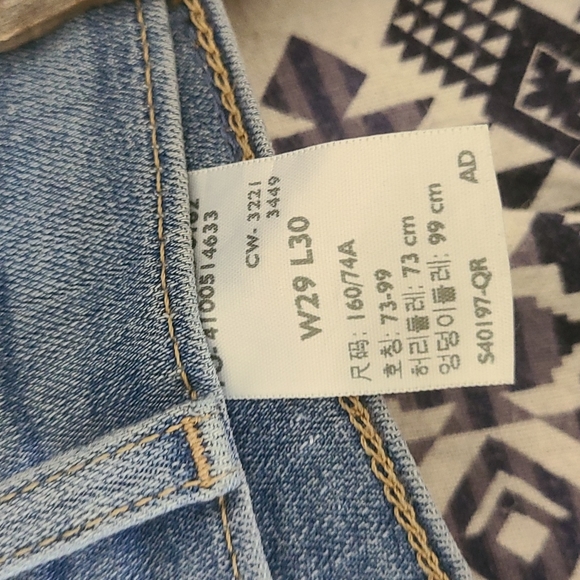 4100514633
CW- 3221
3449
W29 L30
尺码: 160/74A
호칭: 73-99
허리둘레: 73 cm
엉덩이둘레: 99 cm
S40197-QR AD